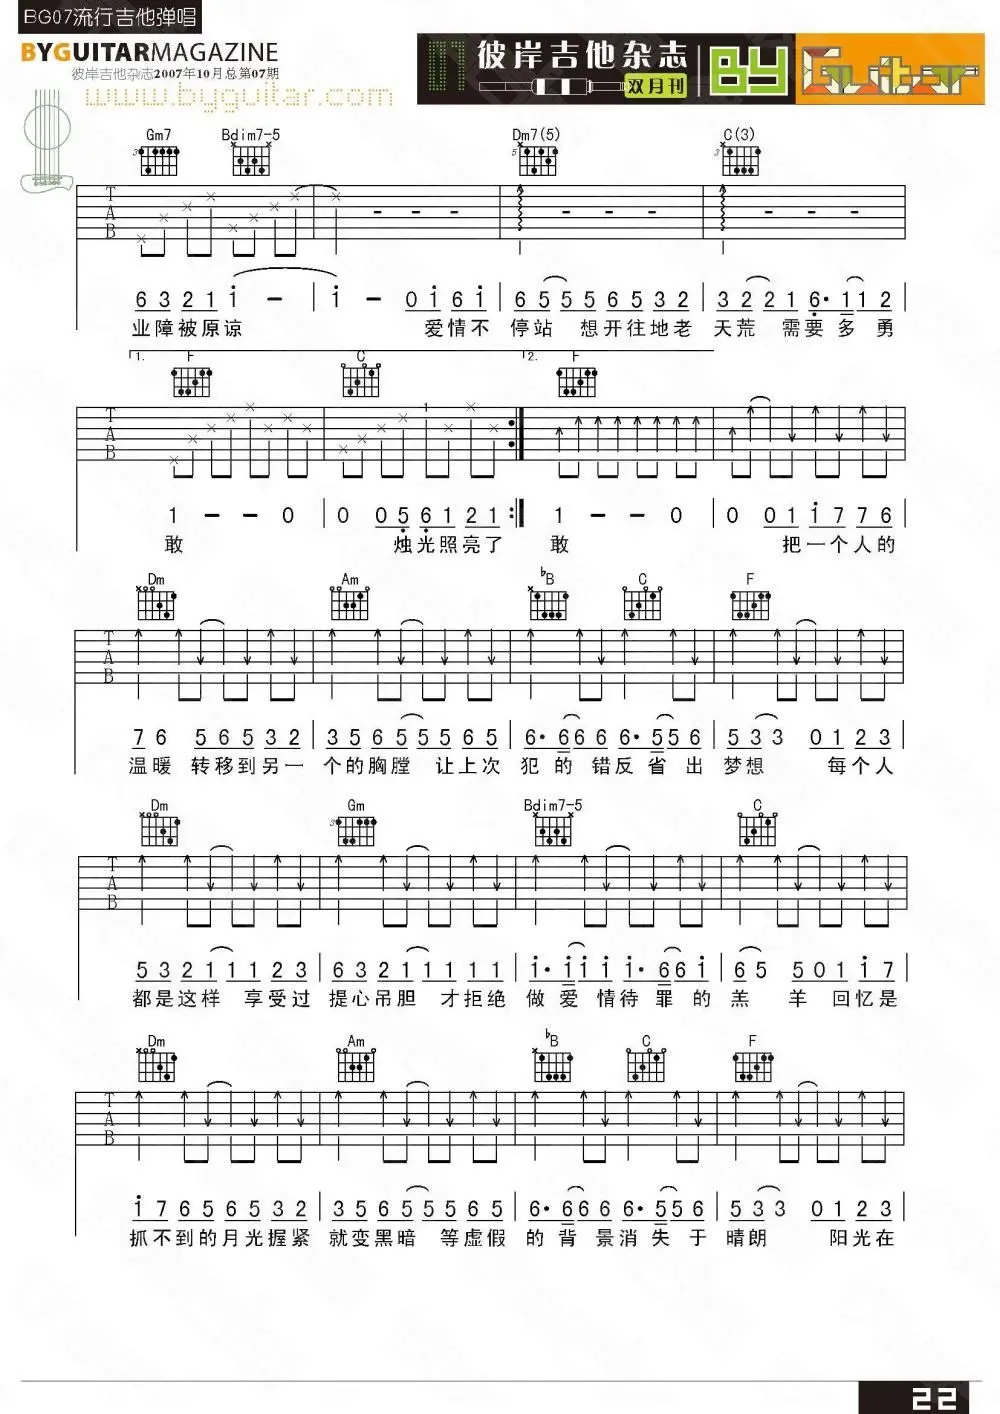 BG07流行吉他弹唱
BYGUITARMAGAZINE
彼岸吉他杂志2007年10月总第07期
www.byguitar.com
07 彼岸吉他杂志 双月刊 BY Guitar
Gm7 Bdim7-5 Dm7(5) C(3)
3 5 3
T
A
B
6 3 2 1 i – | i – 0 i 6 i | 6 5 5 5 6 5 3 2 | 3 2 2 1 6· 1 1 2 |
业障被原谅 爱情不 停站 想开往地老 天荒 需要 多 勇
1. F C 2. F
T
A
B
1
1 – – 0 | 0 0 5 6 1 2 1 :| 1 – – 0 | 0 0 1 i 7 7 6 |
敢 烛光照亮了 敢 把一个人的
Dm Am bB C F
T
A
B
7 6 5 6 5 3 2 | 3 5 6 5 5 5 6 5 | 6· 6 6 6 6· 5 5 6 | 5 3 3 0 1 2 3 |
温暖 转移到另一 个的胸膛 让上次 犯 的 错反 省 出 梦想 每个人
Dm Gm Bdim7-5 C
3
T
A
B
5 3 2 1 1 1 2 3 | 6 3 2 1 1 1 1 1 | i· i i i i· 6 6 i | 6 5 5 0 1 i 7 |
都是这样 享受过 提心吊胆 才拒绝 做 爱 情待 罪 的 羔 羊 回忆是
Dm Am bB C F
T
A
B
i 7 6 5 6 5 3 2 | 3 5 6 5 5 5 6 5 | 6· 6 6 6 6· 5 5 6 | 5 3 3 0 1 2 3 |
抓不到的月光握紧 就变黑暗 等虚假 的 背 景消 失 于 晴朗 阳光在
22